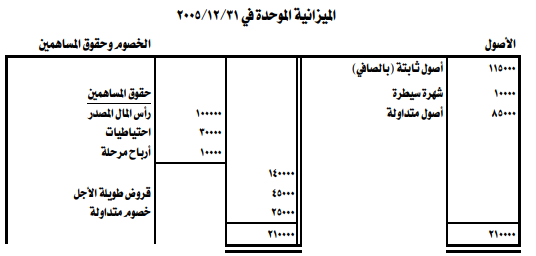 الميزانية الموحدة في ٢٠٠٥/١٢/٣١
الأصول الخصوم وحقوق المساهمين
١١٥٠٠٠ أصول ثابتة (بالصافي)
١٠٠٠٠ شهرة سيطرة حقوق المساهمين
٨٥٠٠٠ أصول متداولة ١٠٠٠٠٠ رأس المال المصدر
٣٠٠٠٠ احتياطيات
١٠٠٠٠ أرباح مرحلة
١٤٠٠٠٠
٤٥٠٠٠ قروض طويلة الأجل
٢٥٠٠٠ خصوم متداولة
٢١٠٠٠٠ ٢١٠٠٠٠